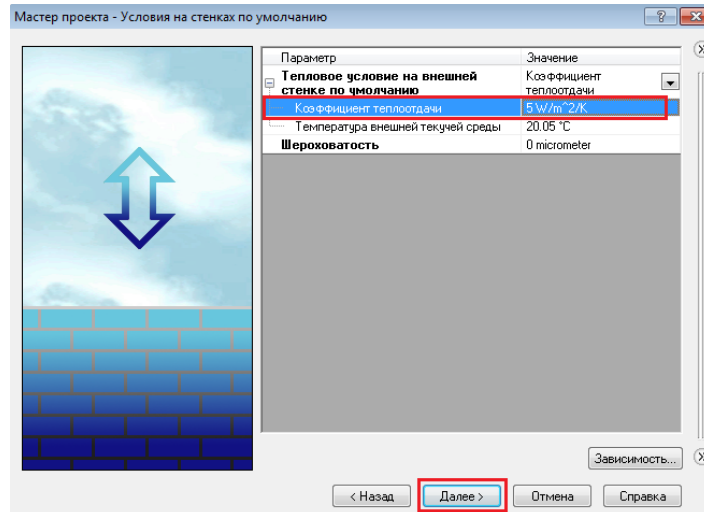 Мастер проекта - Условия на стенках по умолчанию
Параметр Значение
Тепловое условие на внешней стенке по умолчанию Коэффициент теплоотдачи
Коэффициент теплоотдачи 5 W/m^2/K
Температура внешней текучей среды 20.05 °C
Шероховатость 0 micrometer
Зависимость...
< Назад Далее > Отмена Справка